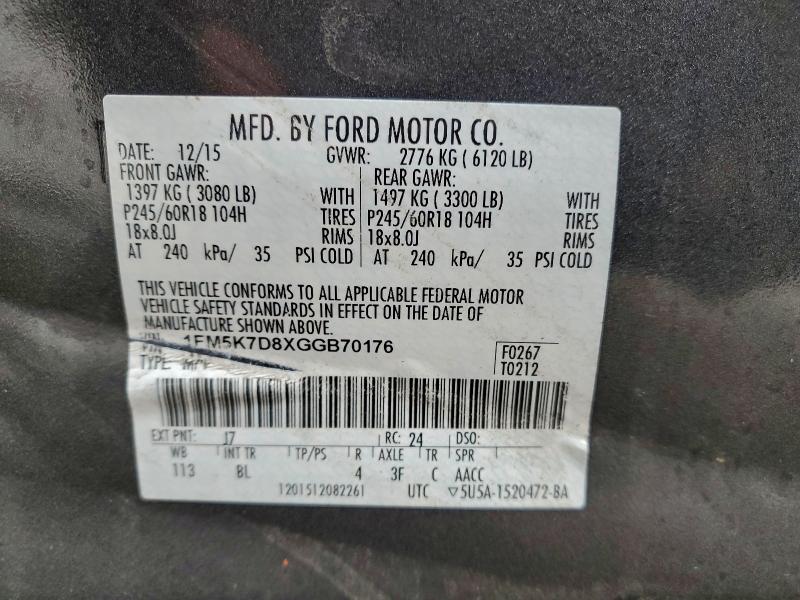 MFD. BY FORD MOTOR CO.
DATE: 12/15 GVWR: 2776 KG ( 6120 LB)
FRONT GAWR: REAR GAWR:
1397 KG ( 3080 LB) WITH 1497 KG ( 3300 LB) WITH
P245/60R18 104H TIRES P245/60R18 104H TIRES
18x8.0J RIMS 18x8.0J RIMS
AT 240 kPa/ 35 PSI COLD AT 240 kPa/ 35 PSI COLD
THIS VEHICLE CONFORMS TO ALL APPLICABLE FEDERAL MOTOR
VEHICLE SAFETY STANDARDS IN EFFECT ON THE DATE OF
MANUFACTURE SHOWN ABOVE.
VIN: 1FM5K7D8XGGB70176 F0267
TYPE: T0212
EXT PNT: J7 RC: 24 DSO:
WB INT TR TP/PS R AXLE TR SPR
113 BL 4 3F C AACC
1201512082261 UTC ▽5U5A-1520472-BA